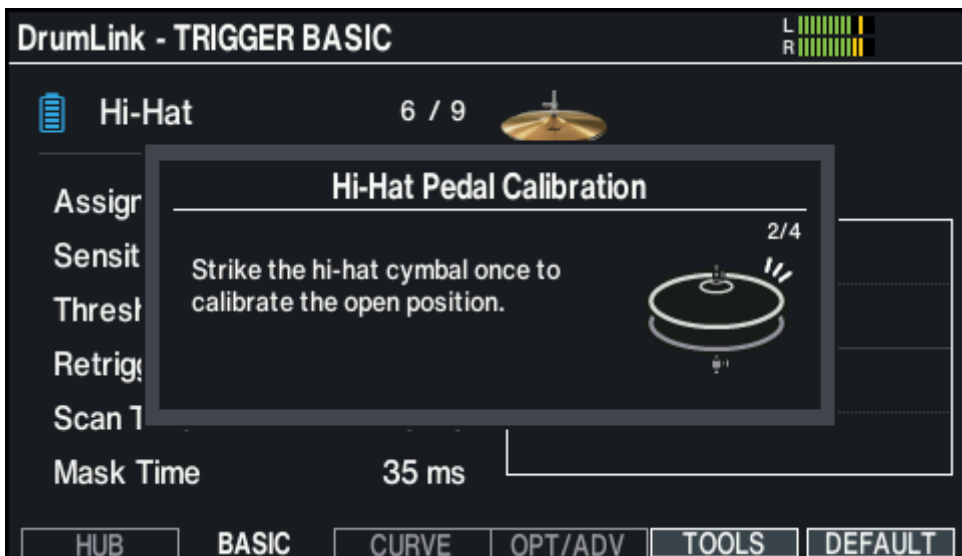 DrumLink - TRIGGER BASIC
L
R
Hi-Hat 6 / 9
Hi-Hat Pedal Calibration
2/4
Strike the hi-hat cymbal once to
calibrate the open position.
Mask Time 35 ms
HUB BASIC CURVE OPT/ADV TOOLS DEFAULT